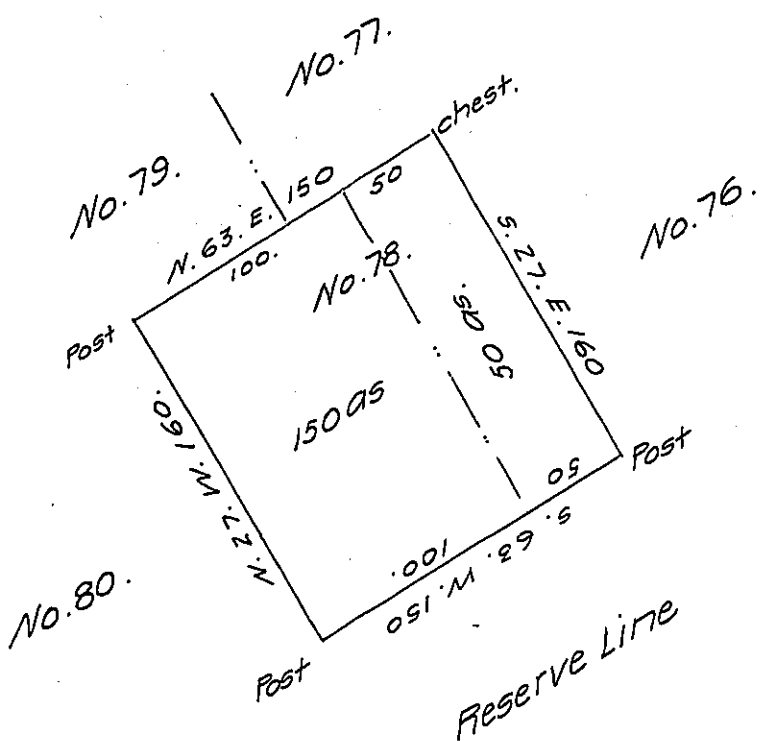 No. 77.
No. 79.
chest.
N. 63. E. 150
50
100.
No. 78.
No. 76.
Post
S. 27. E. 160
50 as.
150 as
N. 27. W. 160.
Post
50
100.
S. 63. W. 150
No. 80.
Post
Reserve Line